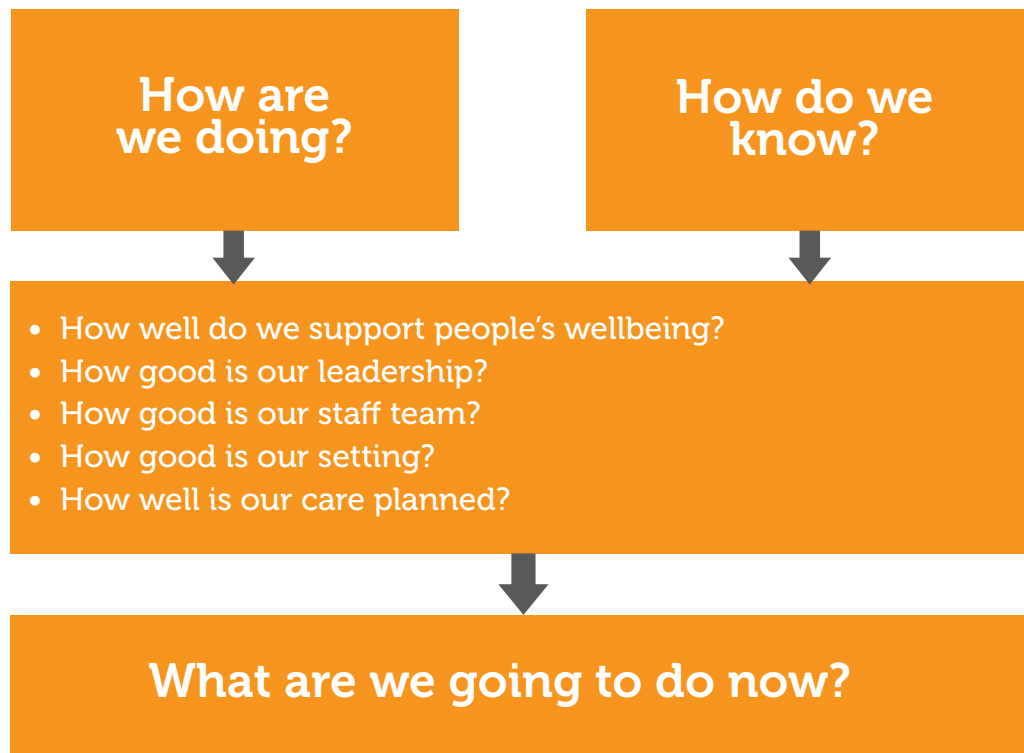 How are
we doing?
How do we
know?
• How well do we support people’s wellbeing?
• How good is our leadership?
• How good is our staff team?
• How good is our setting?
• How well is our care planned?
What are we going to do now?